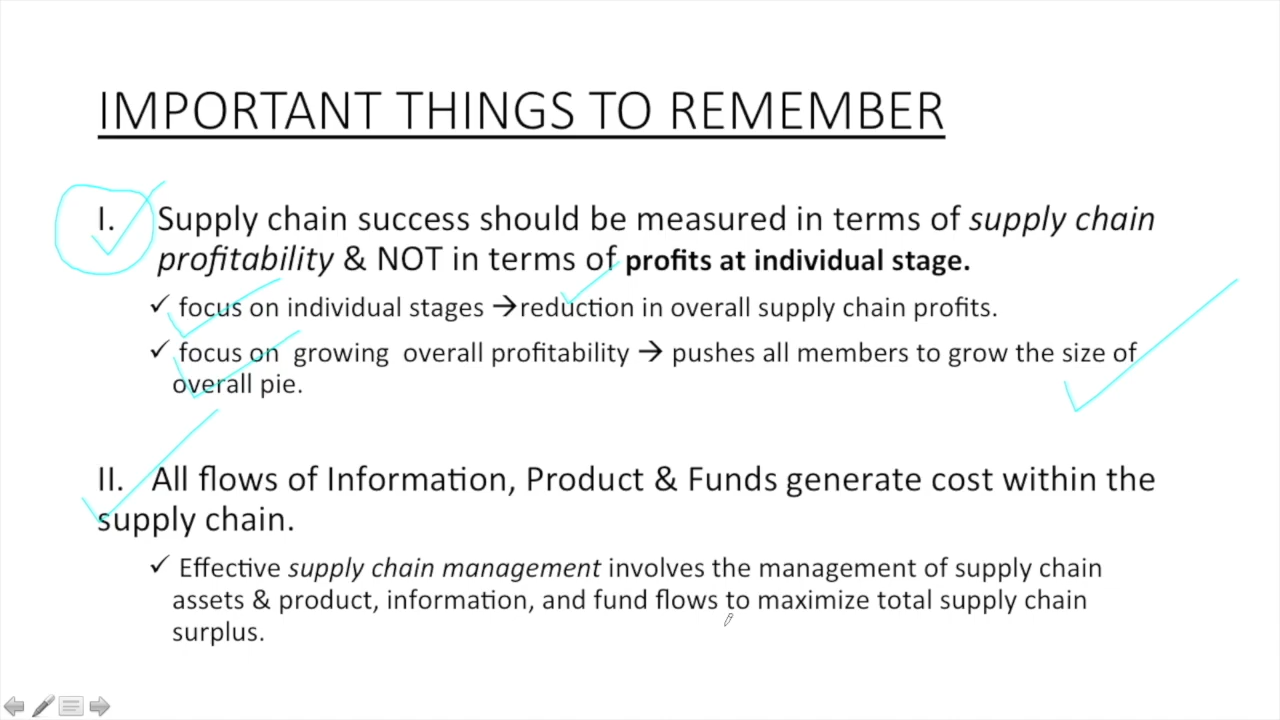 IMPORTANT THINGS TO REMEMBER
I. Supply chain success should be measured in terms of supply chain
profitability & NOT in terms of profits at individual stage.
✓ focus on individual stages →reduction in overall supply chain profits.
✓ focus on growing overall profitability → pushes all members to grow the size of
overall pie.
II. All flows of Information, Product & Funds generate cost within the
supply chain.
✓ Effective supply chain management involves the management of supply chain
assets & product, information, and fund flows to maximize total supply chain
surplus.